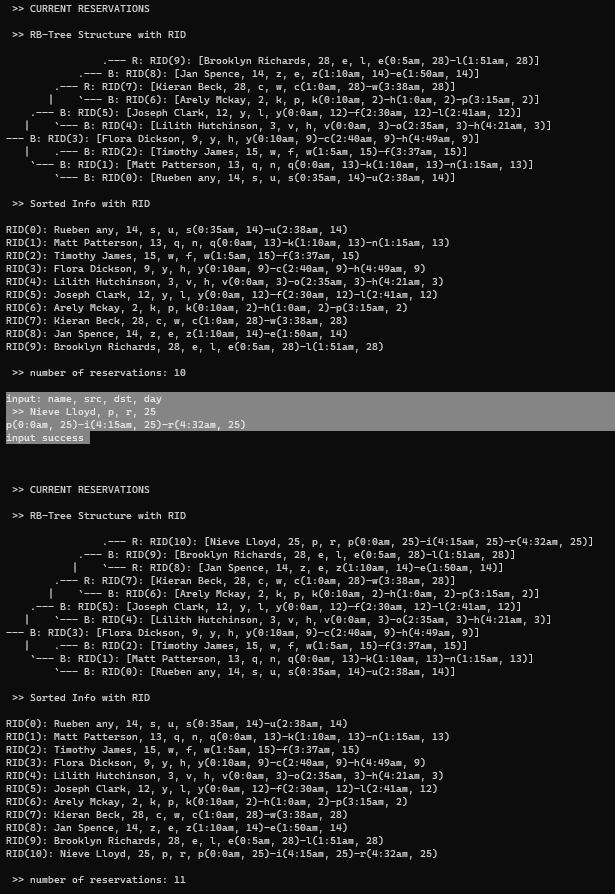 >> CURRENT RESERVATIONS
>> RB-Tree Structure with RID
.--- R: RID(9): [Brooklyn Richards, 28, e, l, e(0:5am, 28)-l(1:51am, 28)]
.--- B: RID(8): [Jan Spence, 14, z, e, z(1:10am, 14)-e(1:50am, 14)]
.--- R: RID(7): [Kieran Beck, 28, c, w, c(1:0am, 28)-w(3:38am, 28)]
|    `--- B: RID(6): [Arely Mckay, 2, k, p, k(0:10am, 2)-h(1:0am, 2)-p(3:15am, 2)]
.--- B: RID(5): [Joseph Clark, 12, y, l, y(0:0am, 12)-f(2:30am, 12)-l(2:41am, 12)]
|    `--- B: RID(4): [Lilith Hutchinson, 3, v, h, v(0:0am, 3)-o(2:35am, 3)-h(4:21am, 3)]
--- B: RID(3): [Flora Dickson, 9, y, h, y(0:10am, 9)-c(2:40am, 9)-h(4:49am, 9)]
|    .--- B: RID(2): [Timothy James, 15, w, f, w(1:5am, 15)-f(3:37am, 15)]
`--- B: RID(1): [Matt Patterson, 13, q, n, q(0:0am, 13)-k(1:10am, 13)-n(1:15am, 13)]
`--- B: RID(0): [Rueben any, 14, s, u, s(0:35am, 14)-u(2:38am, 14)]
>> Sorted Info with RID
RID(0): Rueben any, 14, s, u, s(0:35am, 14)-u(2:38am, 14)
RID(1): Matt Patterson, 13, q, n, q(0:0am, 13)-k(1:10am, 13)-n(1:15am, 13)
RID(2): Timothy James, 15, w, f, w(1:5am, 15)-f(3:37am, 15)
RID(3): Flora Dickson, 9, y, h, y(0:10am, 9)-c(2:40am, 9)-h(4:49am, 9)
RID(4): Lilith Hutchinson, 3, v, h, v(0:0am, 3)-o(2:35am, 3)-h(4:21am, 3)
RID(5): Joseph Clark, 12, y, l, y(0:0am, 12)-f(2:30am, 12)-l(2:41am, 12)
RID(6): Arely Mckay, 2, k, p, k(0:10am, 2)-h(1:0am, 2)-p(3:15am, 2)
RID(7): Kieran Beck, 28, c, w, c(1:0am, 28)-w(3:38am, 28)
RID(8): Jan Spence, 14, z, e, z(1:10am, 14)-e(1:50am, 14)
RID(9): Brooklyn Richards, 28, e, l, e(0:5am, 28)-l(1:51am, 28)
>> number of reservations: 10
input: name, src, dst, day
>> Nieve Lloyd, p, r, 25
p(0:0am, 25)-i(4:15am, 25)-r(4:32am, 25)
input success
>> CURRENT RESERVATIONS
>> RB-Tree Structure with RID
.--- R: RID(10): [Nieve Lloyd, 25, p, r, p(0:0am, 25)-i(4:15am, 25)-r(4:32am, 25)]
.--- B: RID(9): [Brooklyn Richards, 28, e, l, e(0:5am, 28)-l(1:51am, 28)]
|    `--- R: RID(8): [Jan Spence, 14, z, e, z(1:10am, 14)-e(1:50am, 14)]
.--- R: RID(7): [Kieran Beck, 28, c, w, c(1:0am, 28)-w(3:38am, 28)]
|    `--- B: RID(6): [Arely Mckay, 2, k, p, k(0:10am, 2)-h(1:0am, 2)-p(3:15am, 2)]
.--- B: RID(5): [Joseph Clark, 12, y, l, y(0:0am, 12)-f(2:30am, 12)-l(2:41am, 12)]
|    `--- B: RID(4): [Lilith Hutchinson, 3, v, h, v(0:0am, 3)-o(2:35am, 3)-h(4:21am, 3)]
--- B: RID(3): [Flora Dickson, 9, y, h, y(0:10am, 9)-c(2:40am, 9)-h(4:49am, 9)]
|    .--- B: RID(2): [Timothy James, 15, w, f, w(1:5am, 15)-f(3:37am, 15)]
`--- B: RID(1): [Matt Patterson, 13, q, n, q(0:0am, 13)-k(1:10am, 13)-n(1:15am, 13)]
`--- B: RID(0): [Rueben any, 14, s, u, s(0:35am, 14)-u(2:38am, 14)]
>> Sorted Info with RID
RID(0): Rueben any, 14, s, u, s(0:35am, 14)-u(2:38am, 14)
RID(1): Matt Patterson, 13, q, n, q(0:0am, 13)-k(1:10am, 13)-n(1:15am, 13)
RID(2): Timothy James, 15, w, f, w(1:5am, 15)-f(3:37am, 15)
RID(3): Flora Dickson, 9, y, h, y(0:10am, 9)-c(2:40am, 9)-h(4:49am, 9)
RID(4): Lilith Hutchinson, 3, v, h, v(0:0am, 3)-o(2:35am, 3)-h(4:21am, 3)
RID(5): Joseph Clark, 12, y, l, y(0:0am, 12)-f(2:30am, 12)-l(2:41am, 12)
RID(6): Arely Mckay, 2, k, p, k(0:10am, 2)-h(1:0am, 2)-p(3:15am, 2)
RID(7): Kieran Beck, 28, c, w, c(1:0am, 28)-w(3:38am, 28)
RID(8): Jan Spence, 14, z, e, z(1:10am, 14)-e(1:50am, 14)
RID(9): Brooklyn Richards, 28, e, l, e(0:5am, 28)-l(1:51am, 28)
RID(10): Nieve Lloyd, 25, p, r, p(0:0am, 25)-i(4:15am, 25)-r(4:32am, 25)
>> number of reservations: 11